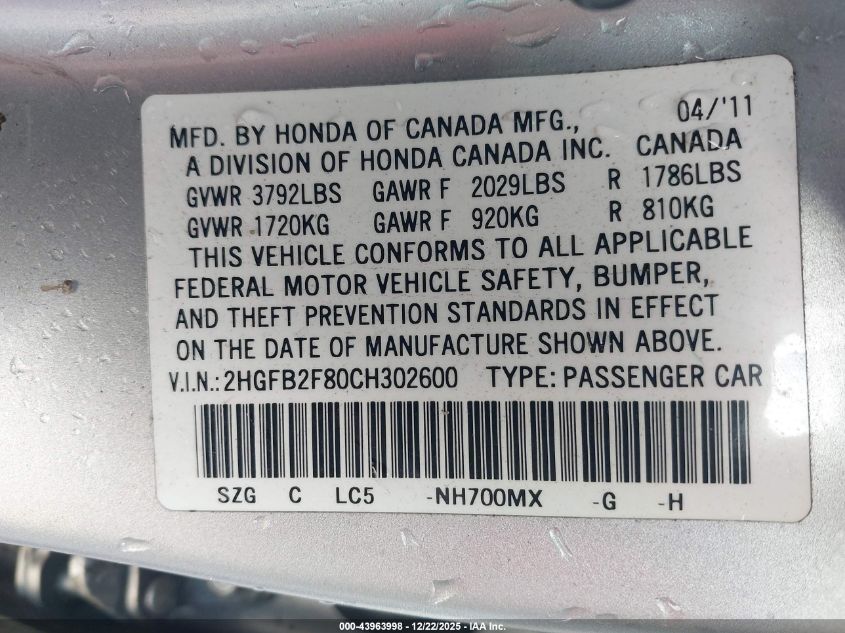 04/'11
MFD. BY HONDA OF CANADA MFG.,
A DIVISION OF HONDA CANADA INC. CANADA
GVWR 3792LBS GAWR F 2029LBS R 1786LBS
GVWR 1720KG GAWR F 920KG R 810KG
THIS VEHICLE CONFORMS TO ALL APPLICABLE
FEDERAL MOTOR VEHICLE SAFETY, BUMPER,
AND THEFT PREVENTION STANDARDS IN EFFECT
ON THE DATE OF MANUFACTURE SHOWN ABOVE.
V.I.N.: 2HGFB2F80CH302600 TYPE: PASSENGER CAR
SZG C LC5 -NH700MX -G -H
000-43963998 - 12/22/2025 - IAA Inc.